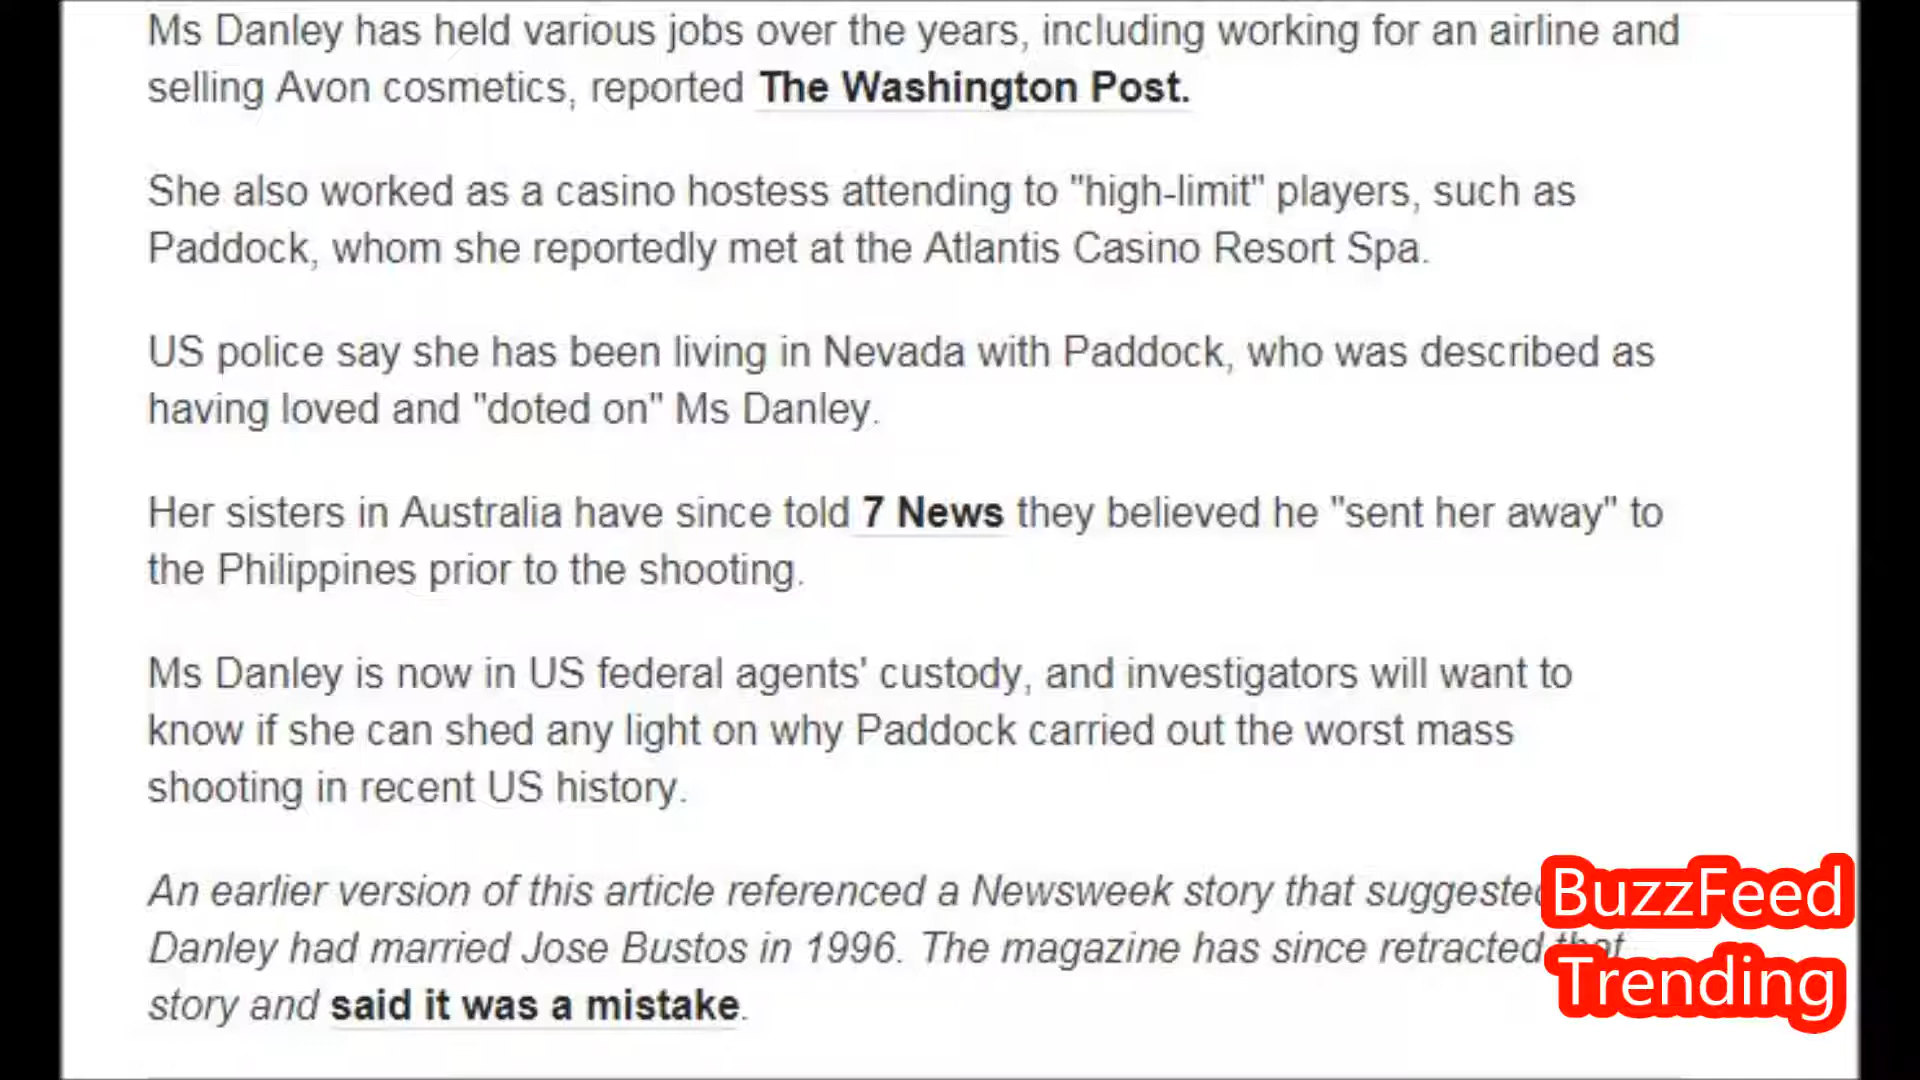 Ms Danley has held various jobs over the years, including working for an airline and
selling Avon cosmetics, reported The Washington Post.
She also worked as a casino hostess attending to "high-limit" players, such as
Paddock, whom she reportedly met at the Atlantis Casino Resort Spa.
US police say she has been living in Nevada with Paddock, who was described as
having loved and "doted on" Ms Danley.
Her sisters in Australia have since told 7 News they believed he "sent her away" to
the Philippines prior to the shooting.
Ms Danley is now in US federal agents' custody, and investigators will want to
know if she can shed any light on why Paddock carried out the worst mass
shooting in recent US history.
An earlier version of this article referenced a Newsweek story that suggested
Danley had married Jose Bustos in 1996. The magazine has since retracted that
story and said it was a mistake.
BuzzFeed
Trending